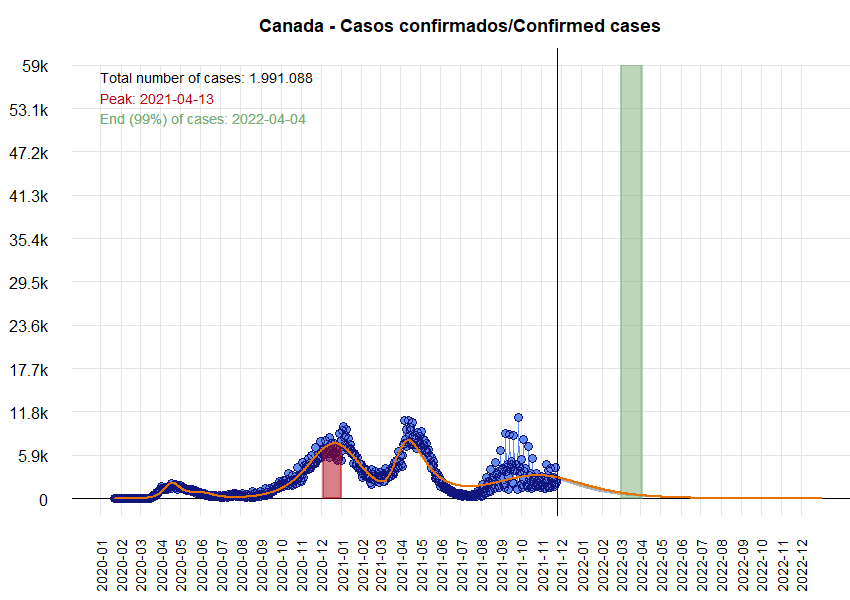 Canada - Casos confirmados/Confirmed cases
Total number of cases: 1.991.088
Peak: 2021-04-13
End (99%) of cases: 2022-04-04
59k
53.1k
47.2k
41.3k
35.4k
29.5k
23.6k
17.7k
11.8k
5.9k
0
2020-01
2020-02
2020-03
2020-04
2020-05
2020-06
2020-07
2020-08
2020-09
2020-10
2020-11
2020-12
2021-01
2021-02
2021-03
2021-04
2021-05
2021-06
2021-07
2021-08
2021-09
2021-10
2021-11
2021-12
2022-01
2022-02
2022-03
2022-04
2022-05
2022-06
2022-07
2022-08
2022-09
2022-10
2022-11
2022-12